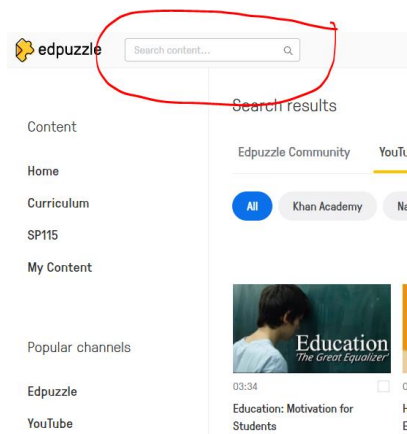 edpuzzle
Search content...
Search results
Content
Edpuzzle Community
Home
All
Khan Academy
Curriculum
SP115
My Content
Education
'The Great Equalizer'
Popular channels
03:34
Edpuzzle
Education: Motivation for
Students
YouTube